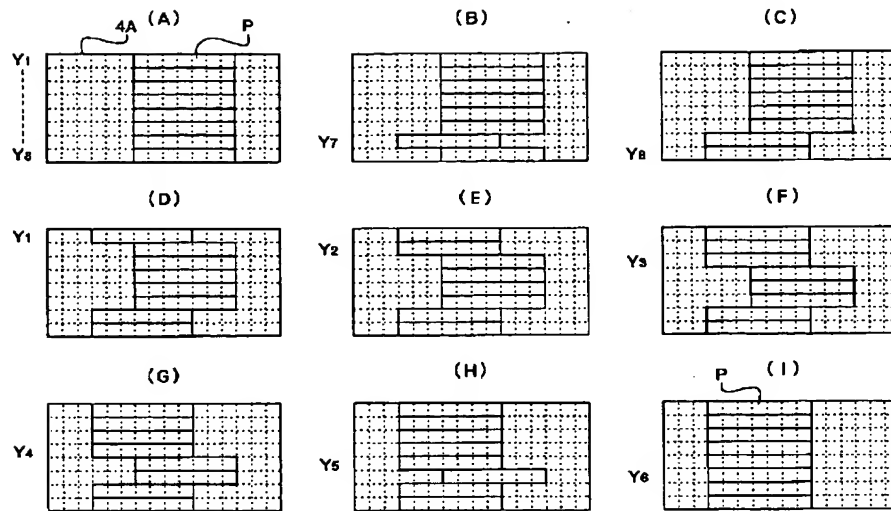 (A)
4A
P
Y1
Y8
(B)
Y7
(C)
Y8
(D)
Y1
(E)
Y2
(F)
Y3
(G)
Y4
(H)
Y5
(I)
P
Y6